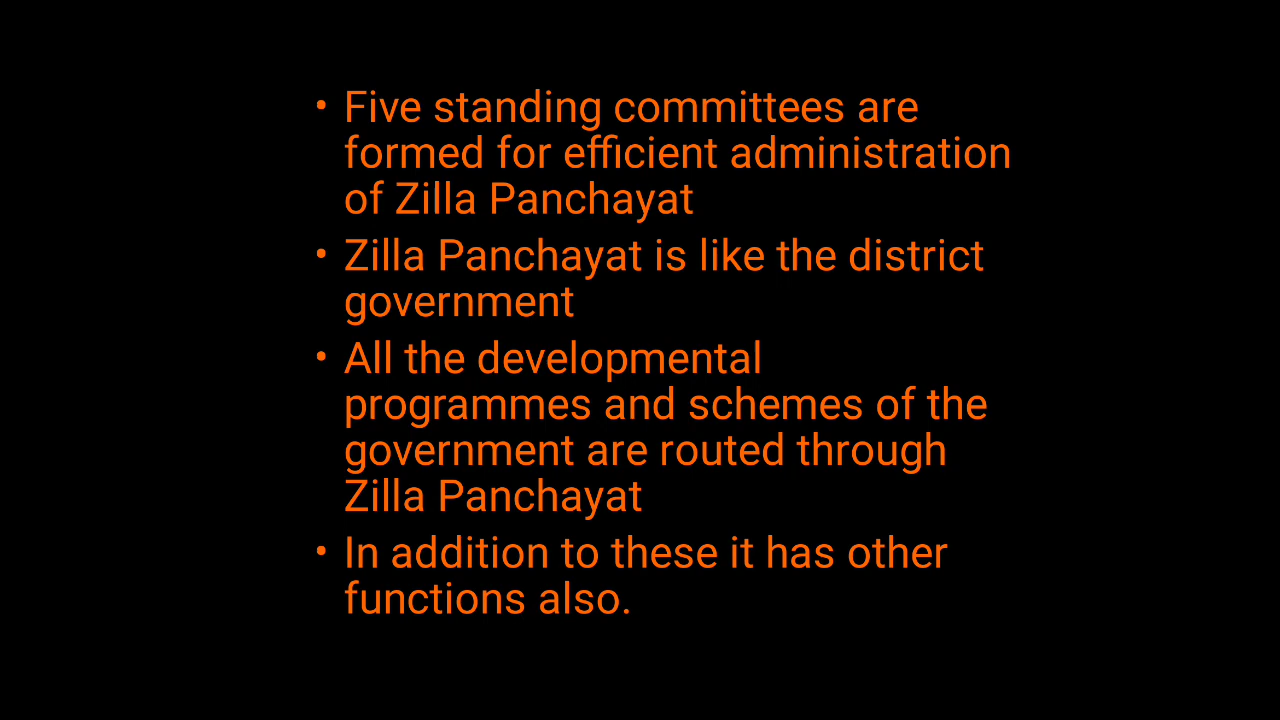 • Five standing committees are
formed for efficient administration
of Zilla Panchayat
• Zilla Panchayat is like the district
government
• All the developmental
programmes and schemes of the
government are routed through
Zilla Panchayat
• In addition to these it has other
functions also.